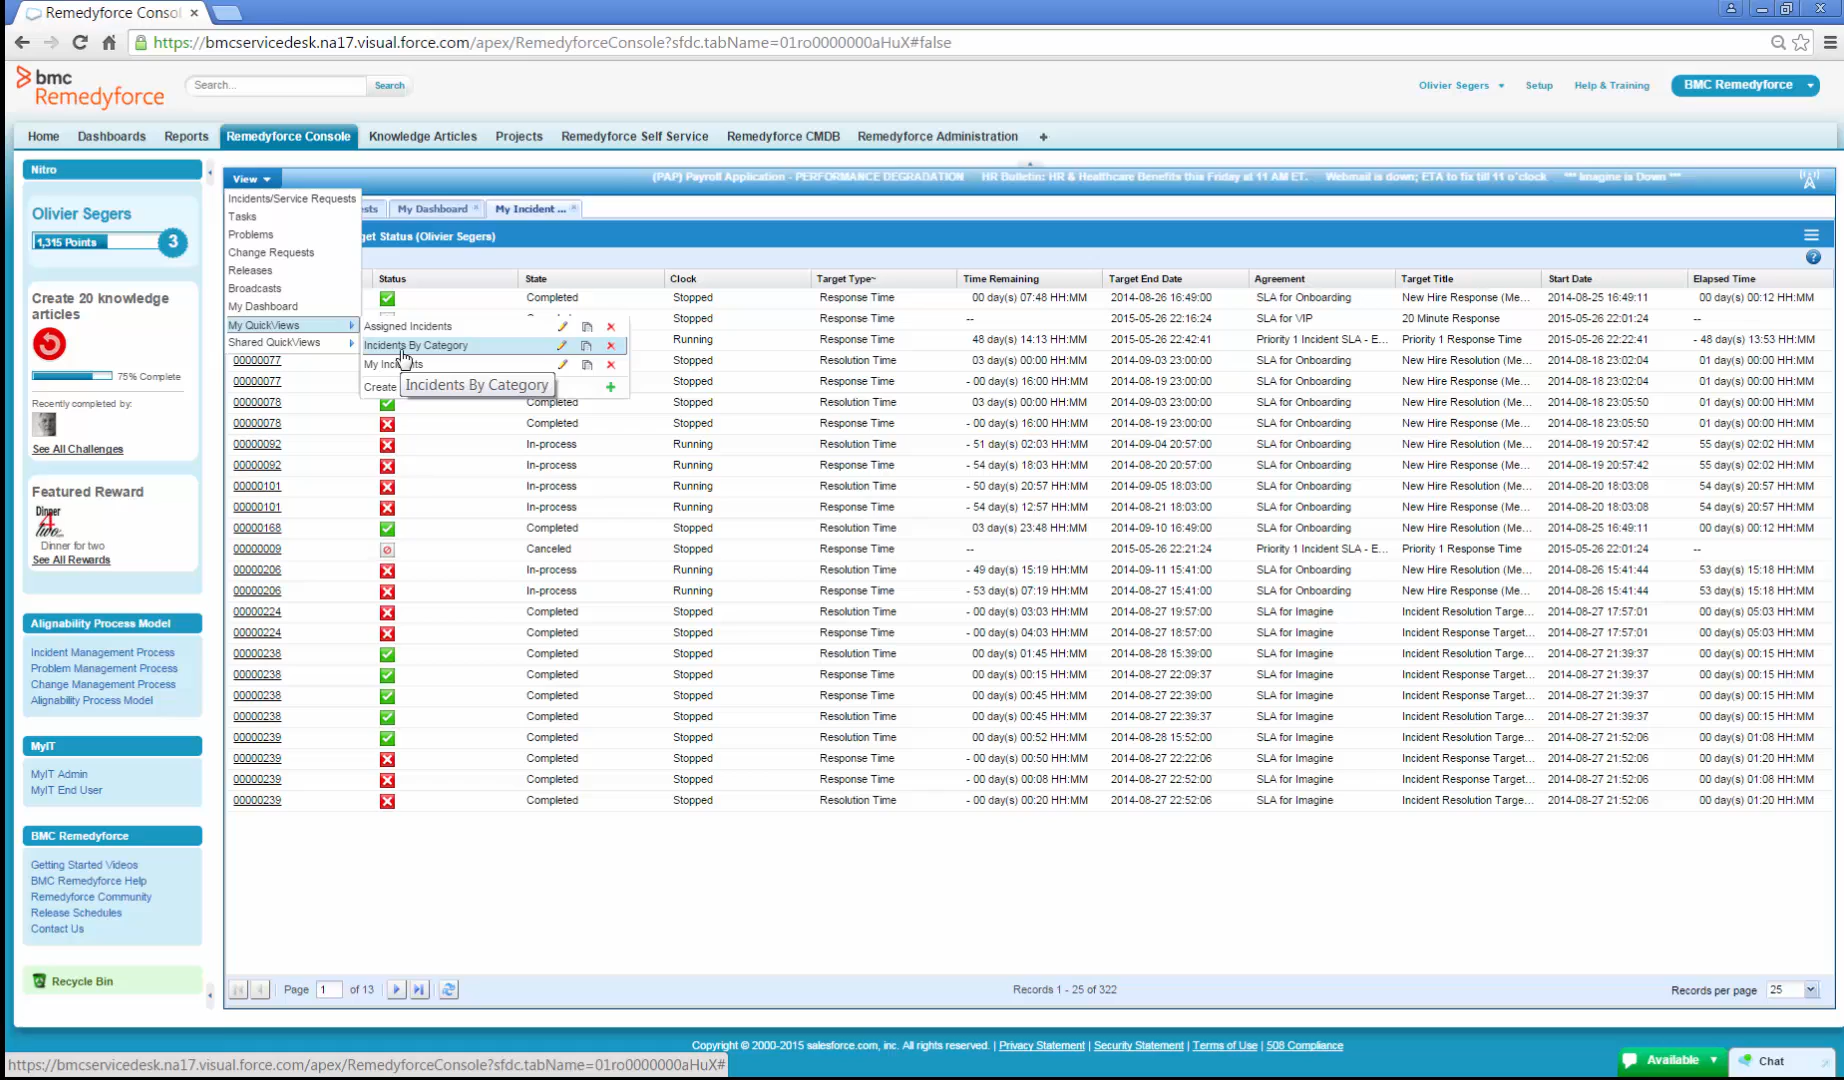 Remedyforce Consol ×
https://bmcservicedesk.na17.visual.force.com/apex/RemedyforceConsole?sfdc.tabName=01ro0000000aHuX#false
bmc
Remedyforce
Search...
Search
Olivier Segers
Setup
Help & Training
BMC Remedyforce
Home Dashboards Reports Remedyforce Console Knowledge Articles Projects Remedyforce Self Service Remedyforce CMDB Remedyforce Administration +
Nitro
Olivier Segers
1,315 Points 3
Create 20 knowledge
articles
75% Complete
Recently completed by:
See All Challenges
Featured Reward
Dinner
4
two
Dinner for two
See All Rewards
Alignability Process Model
Incident Management Process
Problem Management Process
Change Management Process
Alignability Process Model
MyIT
MyIT Admin
MyIT End User
BMC Remedyforce
Getting Started Videos
BMC Remedyforce Help
Remedyforce Community
Release Schedules
Contact Us
Recycle Bin
View
(PAP) Payroll Application - PERFORMANCE DEGRADATION HR Bulletin: HR & Healthcare Benefits this Friday at 11 AM ET. Webmail is down; ETA to fix till 11 o'clock *** Imagine is Down ***
sts My Dashboard × My Incident ... ×
get Status (Olivier Segers)
Incidents/Service Requests
Tasks
Problems
Change Requests
Releases
Broadcasts
My Dashboard
My QuickViews
Shared QuickViews
Assigned Incidents
Incidents By Category
My Incidents
Create
Incidents By Category
Status State Clock Target Type~ Time Remaining Target End Date Agreement Target Title Start Date Elapsed Time
Completed Stopped Response Time 00 day(s) 07:48 HH:MM 2014-08-26 16:49:00 SLA for Onboarding New Hire Response (Me... 2014-08-25 16:49:11 00 day(s) 00:12 HH:MM
Response Time -- 2015-05-26 22:16:24 SLA for VIP 20 Minute Response 2015-05-26 22:01:24 --
Running Response Time 48 day(s) 14:13 HH:MM 2015-05-26 22:42:41 Priority 1 Incident SLA - E... Priority 1 Response Time 2015-05-26 22:22:41 - 48 day(s) 13:53 HH:MM
00000077 Stopped Resolution Time 03 day(s) 00:00 HH:MM 2014-09-03 23:00:00 SLA for Onboarding New Hire Resolution (Me... 2014-08-18 23:02:04 01 day(s) 00:00 HH:MM
00000077 Stopped Response Time - 00 day(s) 16:00 HH:MM 2014-08-19 23:00:00 SLA for Onboarding New Hire Response (Me... 2014-08-18 23:02:04 01 day(s) 00:00 HH:MM
00000078 Completed Stopped Resolution Time 03 day(s) 00:00 HH:MM 2014-09-03 23:00:00 SLA for Onboarding New Hire Resolution (Me... 2014-08-18 23:05:50 01 day(s) 00:00 HH:MM
00000078 Completed Stopped Response Time - 00 day(s) 16:00 HH:MM 2014-08-19 23:00:00 SLA for Onboarding New Hire Response (Me... 2014-08-18 23:05:50 01 day(s) 00:00 HH:MM
00000092 In-process Running Resolution Time - 51 day(s) 02:03 HH:MM 2014-09-04 20:57:00 SLA for Onboarding New Hire Resolution (Me... 2014-08-19 20:57:42 55 day(s) 02:02 HH:MM
00000092 In-process Running Response Time - 54 day(s) 18:03 HH:MM 2014-08-20 20:57:00 SLA for Onboarding New Hire Response (Me... 2014-08-19 20:57:42 55 day(s) 02:02 HH:MM
00000101 In-process Running Resolution Time - 50 day(s) 20:57 HH:MM 2014-09-05 18:03:00 SLA for Onboarding New Hire Resolution (Me... 2014-08-20 18:03:08 54 day(s) 20:57 HH:MM
00000101 In-process Running Response Time - 54 day(s) 12:57 HH:MM 2014-08-21 18:03:00 SLA for Onboarding New Hire Response (Me... 2014-08-20 18:03:08 54 day(s) 20:57 HH:MM
00000168 Completed Stopped Resolution Time 03 day(s) 23:48 HH:MM 2014-09-10 16:49:00 SLA for Onboarding New Hire Resolution (Me... 2014-08-25 16:49:11 00 day(s) 00:12 HH:MM
00000009 Canceled Stopped Response Time -- 2015-05-26 22:21:24 Priority 1 Incident SLA - E... Priority 1 Response Time 2015-05-26 22:01:24 --
00000206 In-process Running Resolution Time - 49 day(s) 15:19 HH:MM 2014-09-11 15:41:00 SLA for Onboarding New Hire Resolution (Me... 2014-08-26 15:41:44 53 day(s) 15:18 HH:MM
00000206 In-process Running Response Time - 53 day(s) 07:19 HH:MM 2014-08-27 15:41:00 SLA for Onboarding New Hire Response (Me... 2014-08-26 15:41:44 53 day(s) 15:18 HH:MM
00000224 Completed Stopped Resolution Time - 00 day(s) 03:03 HH:MM 2014-08-27 19:57:00 SLA for Imagine Incident Resolution Targe... 2014-08-27 17:57:01 00 day(s) 05:03 HH:MM
00000224 Completed Stopped Response Time - 00 day(s) 04:03 HH:MM 2014-08-27 18:57:00 SLA for Imagine Incident Response Target... 2014-08-27 17:57:01 00 day(s) 05:03 HH:MM
00000238 Completed Stopped Resolution Time 00 day(s) 01:45 HH:MM 2014-08-28 15:39:00 SLA for Imagine Incident Resolution Targe... 2014-08-27 21:39:37 00 day(s) 00:15 HH:MM
00000238 Completed Stopped Response Time 00 day(s) 00:15 HH:MM 2014-08-27 22:09:37 SLA for Imagine Incident Response Target... 2014-08-27 21:39:37 00 day(s) 00:15 HH:MM
00000238 Completed Stopped Response Time 00 day(s) 00:45 HH:MM 2014-08-27 22:39:00 SLA for Imagine Incident Response Target... 2014-08-27 21:39:37 00 day(s) 00:15 HH:MM
00000238 Completed Stopped Resolution Time 00 day(s) 00:45 HH:MM 2014-08-27 22:39:37 SLA for Imagine Incident Resolution Targe... 2014-08-27 21:39:37 00 day(s) 00:15 HH:MM
00000239 Completed Stopped Resolution Time 00 day(s) 00:52 HH:MM 2014-08-28 15:52:00 SLA for Imagine Incident Resolution Targe... 2014-08-27 21:52:06 00 day(s) 01:08 HH:MM
00000239 Completed Stopped Response Time - 00 day(s) 00:50 HH:MM 2014-08-27 22:22:06 SLA for Imagine Incident Response Target... 2014-08-27 21:52:06 00 day(s) 01:20 HH:MM
00000239 Completed Stopped Response Time - 00 day(s) 00:08 HH:MM 2014-08-27 22:52:00 SLA for Imagine Incident Response Target... 2014-08-27 21:52:06 00 day(s) 01:08 HH:MM
00000239 Completed Stopped Resolution Time - 00 day(s) 00:20 HH:MM 2014-08-27 22:52:06 SLA for Imagine Incident Resolution Targe... 2014-08-27 21:52:06 00 day(s) 01:20 HH:MM
Page 1 of 13
Records 1 - 25 of 322
Records per page 25
Copyright © 2000-2015 salesforce.com, inc. All rights reserved. | Privacy Statement | Security Statement | Terms of Use | 508 Compliance
https://bmcservicedesk.na17.visual.force.com/apex/RemedyforceConsole?sfdc.tabName=01ro0000000aHuX#
Available
Chat